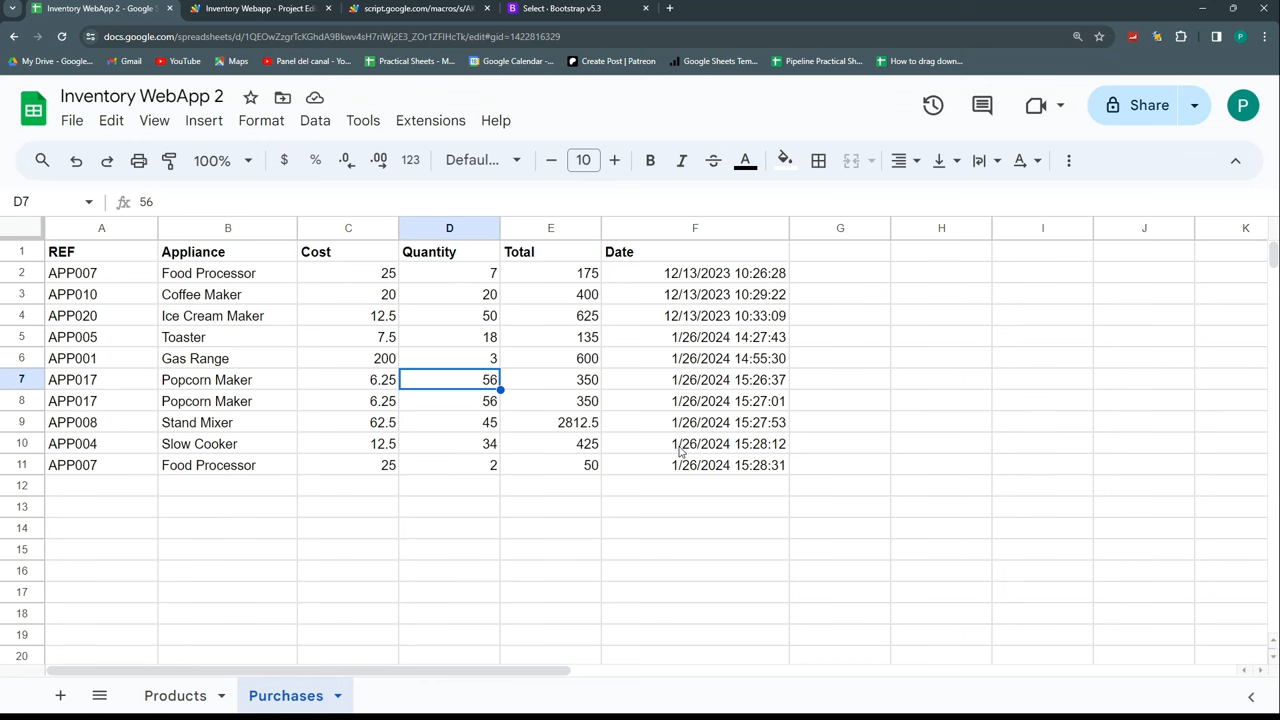 Inventory WebApp 2 - Google S
Inventory Webapp - Project Edi
script.google.com/macros/s/AK
Select · Bootstrap v5.3
docs.google.com/spreadsheets/d/1QEOwZzgrTcKGhdA9Bkwv4sH7riWj2E3_ZOr1ZFIHcTk/edit#gid=1422816329
My Drive - Google... Gmail YouTube Maps Panel del canal - Yo... Practical Sheets - M... Google Calendar -... Create Post | Patreon Google Sheets Tem... Pipeline Practical Sh... How to drag down...
Inventory WebApp 2
File Edit View Insert Format Data Tools Extensions Help
Share
P
100% $ % .0 .00 123 Defaul... 10 B I A
D7 56
A B C D E F G H I J K
1 REF Appliance Cost Quantity Total Date
2 APP007 Food Processor 25 7 175 12/13/2023 10:26:28
3 APP010 Coffee Maker 20 20 400 12/13/2023 10:29:22
4 APP020 Ice Cream Maker 12.5 50 625 12/13/2023 10:33:09
5 APP005 Toaster 7.5 18 135 1/26/2024 14:27:43
6 APP001 Gas Range 200 3 600 1/26/2024 14:55:30
7 APP017 Popcorn Maker 6.25 56 350 1/26/2024 15:26:37
8 APP017 Popcorn Maker 6.25 56 350 1/26/2024 15:27:01
9 APP008 Stand Mixer 62.5 45 2812.5 1/26/2024 15:27:53
10 APP004 Slow Cooker 12.5 34 425 1/26/2024 15:28:12
11 APP007 Food Processor 25 2 50 1/26/2024 15:28:31
12
13
14
15
16
17
18
19
20
Products Purchases